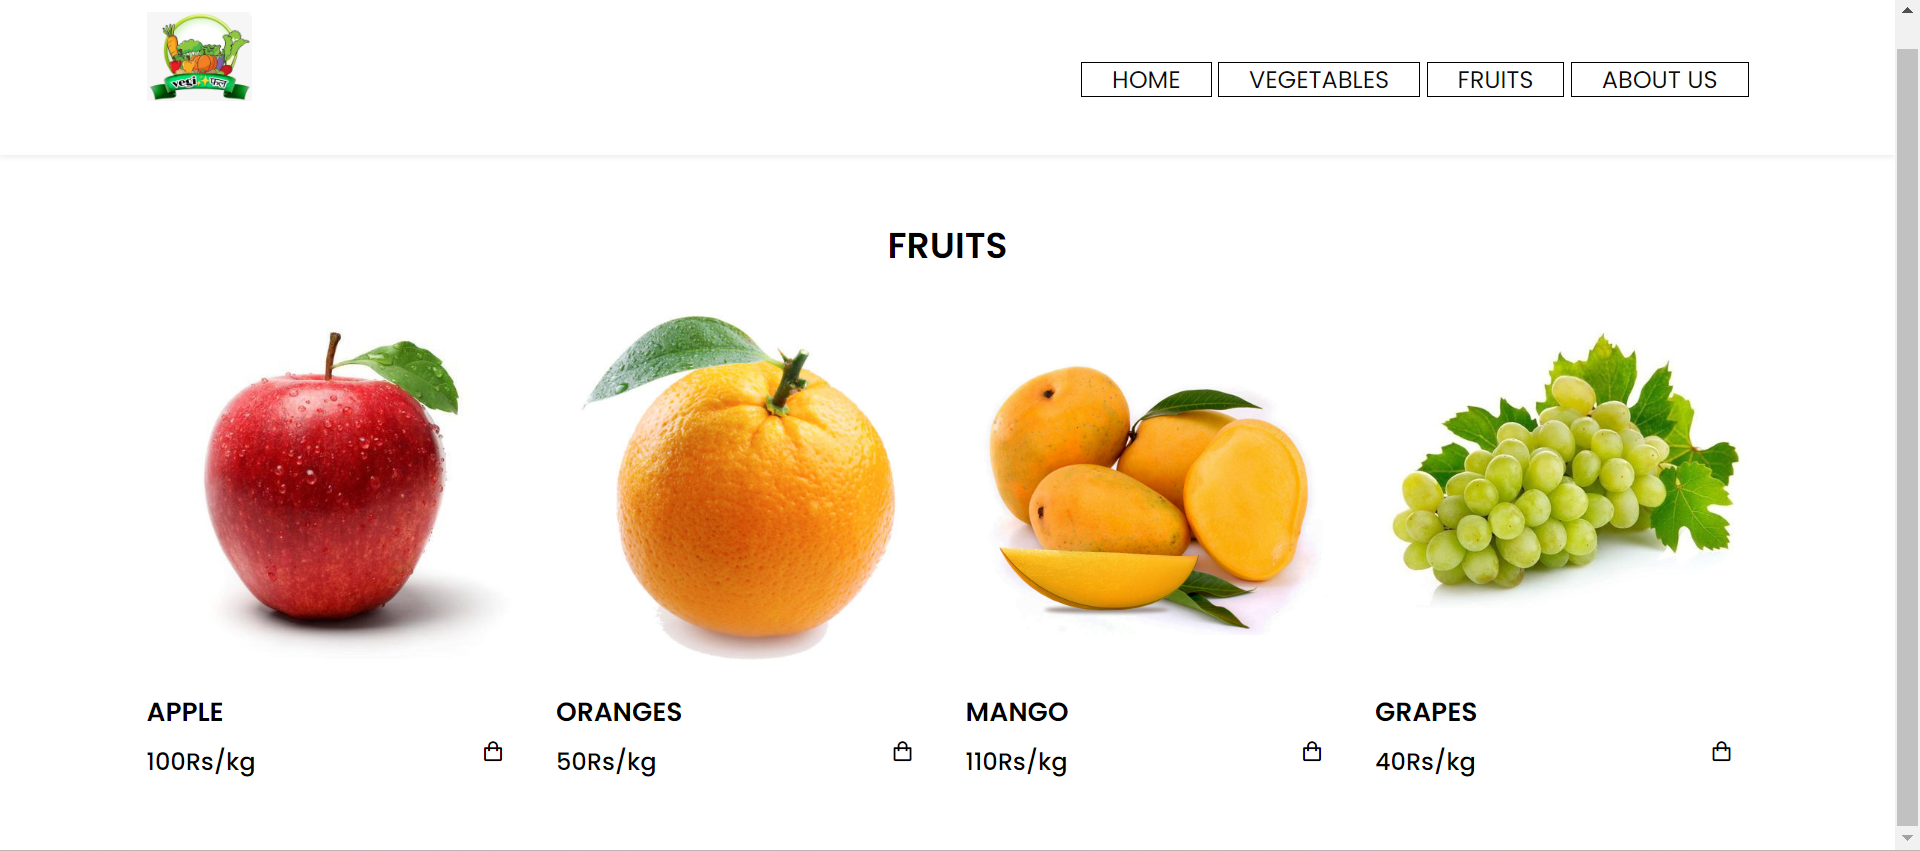 vegi फल
HOME
VEGETABLES
FRUITS
ABOUT US
FRUITS
APPLE
ORANGES
MANGO
GRAPES
100Rs/kg
50Rs/kg
110Rs/kg
40Rs/kg